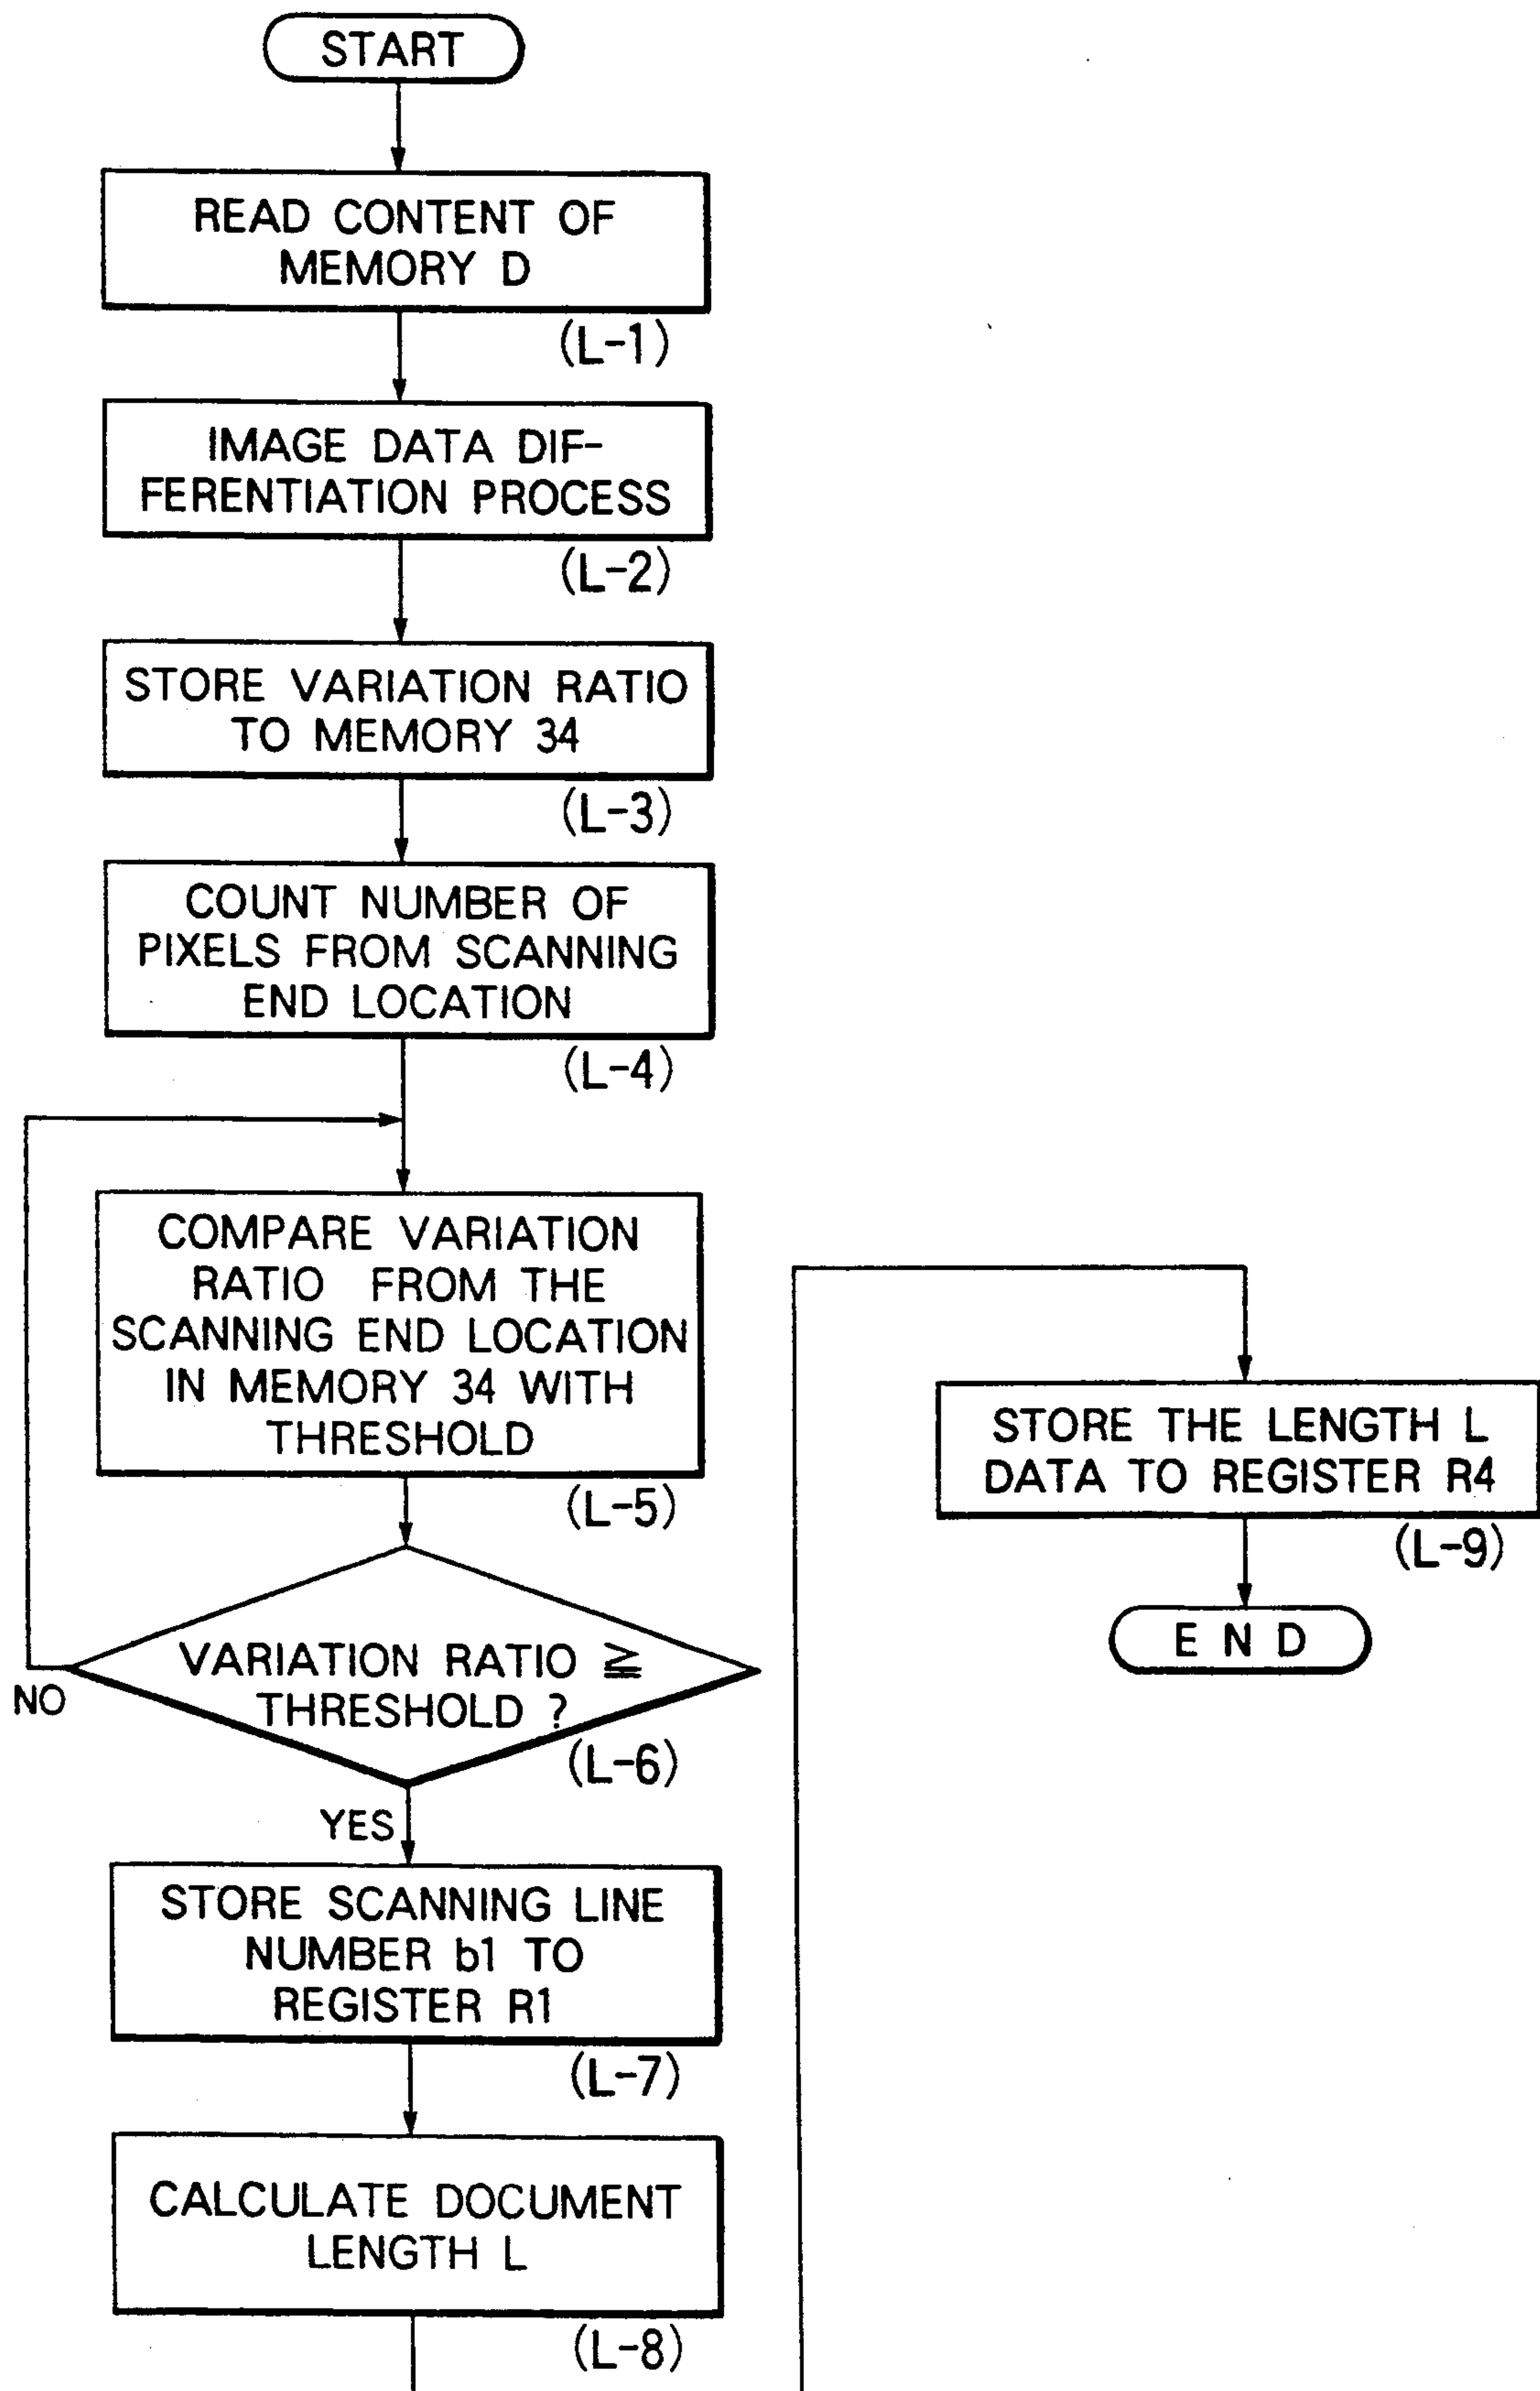 START
READ CONTENT OF
MEMORY D
(L-1)
IMAGE DATA DIF-
FERENTIATION PROCESS
(L-2)
STORE VARIATION RATIO
TO MEMORY 34
(L-3)
COUNT NUMBER OF
PIXELS FROM SCANNING
END LOCATION
(L-4)
COMPARE VARIATION
RATIO FROM THE
SCANNING END LOCATION
IN MEMORY 34 WITH
THRESHOLD
(L-5)
VARIATION RATIO ≧
THRESHOLD ?
(L-6)
NO
YES
STORE SCANNING LINE
NUMBER b1 TO
REGISTER R1
(L-7)
CALCULATE DOCUMENT
LENGTH L
(L-8)
STORE THE LENGTH L
DATA TO REGISTER R4
(L-9)
E N D